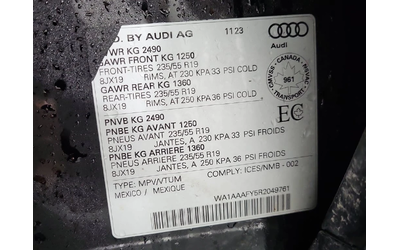 D. BY AUDI AG 1123
GVWR KG 2490
GAWR FRONT KG 1250
FRONT-TIRES 235/55 R19
8JX19 RIMS, AT 230 KPA 33 PSI COLD
GAWR REAR KG 1360
REAR-TIRES 235/55 R19
8JX19 RIMS, AT 250 KPA 36 PSI COLD
Audi
CMVSS - CANADA - NSVAC
TRANSPORT
961
PNVB KG 2490
PNBE KG AVANT 1250
PNEUS AVANT 235/55 R19
8JX19 JANTES, A 230 KPA 33 PSI FROIDS
PNBE KG ARRIERE 1360
PNEUS ARRIERE 235/55 R19
8JX19 JANTES, A 250 KPA 36 PSI FROIDS
EC
TYPE: MPV/VTUM COMPLY: ICES/NMB - 002
MEXICO / MEXIQUE
WA1AAAFY5R2049761